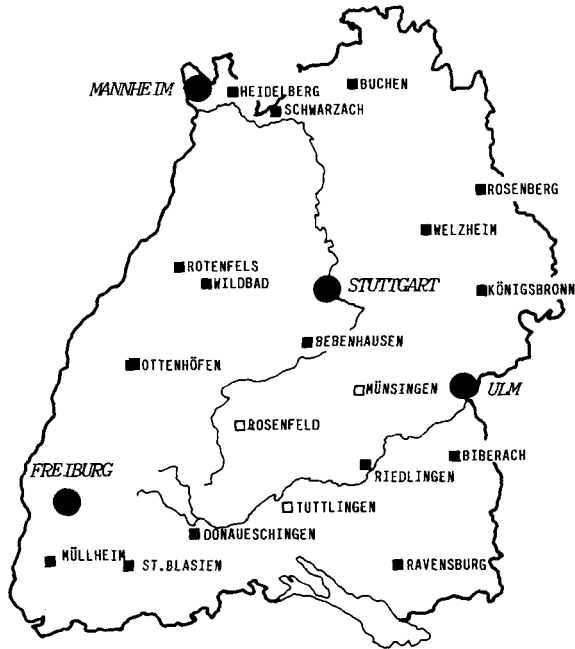 MANNHEIM
HEIDELBERG
BUCHEN
SCHWARZACH
ROSENBERG
WELZHEIM
ROTENFELS
WILDBAD
STUTTGART
KÖNIGSBRONN
BEBENHAUSEN
OTTENHÖFEN
MÜNSINGEN
ULM
ROSENFELD
BIBERACH
FREIBURG
RIEDLINGEN
TUTTLINGEN
DONAUESCHINGEN
MÜLLHEIM
ST.BLASIEN
RAVENSBURG